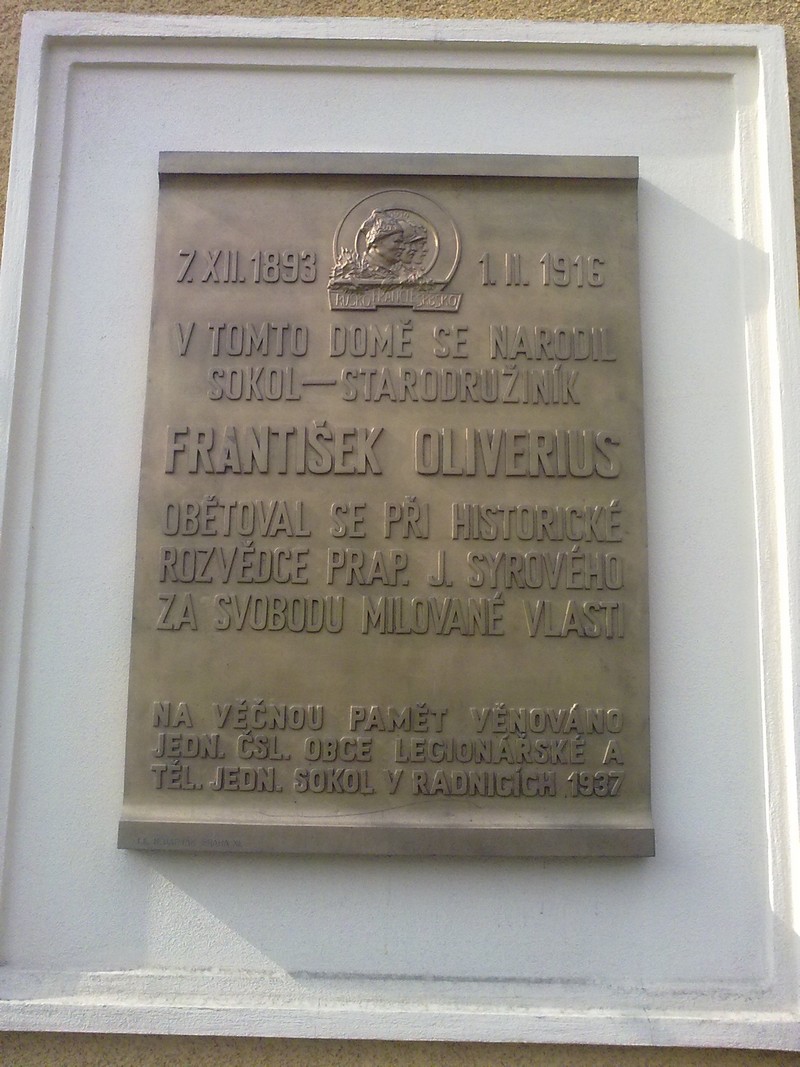 7. XII. 1893 1. II. 1916
V TOMTO DOMĚ SE NARODIL
SOKOL—STARODRUŽINÍK
FRANTIŠEK OLIVERIUS
OBĚTOVAL SE PŘI HISTORICKÉ
ROZVĚDCE PRAP. J. SYROVÉHO
ZA SVOBODU MILOVANÉ VLASTI
NA VĚČNOU PAMĚT VĚNOVÁNO
JEDN. ČSL. OBCE LEGIONÁŘSKÉ A
TĚL. JEDN. SOKOL V RADNICÍCH 1937